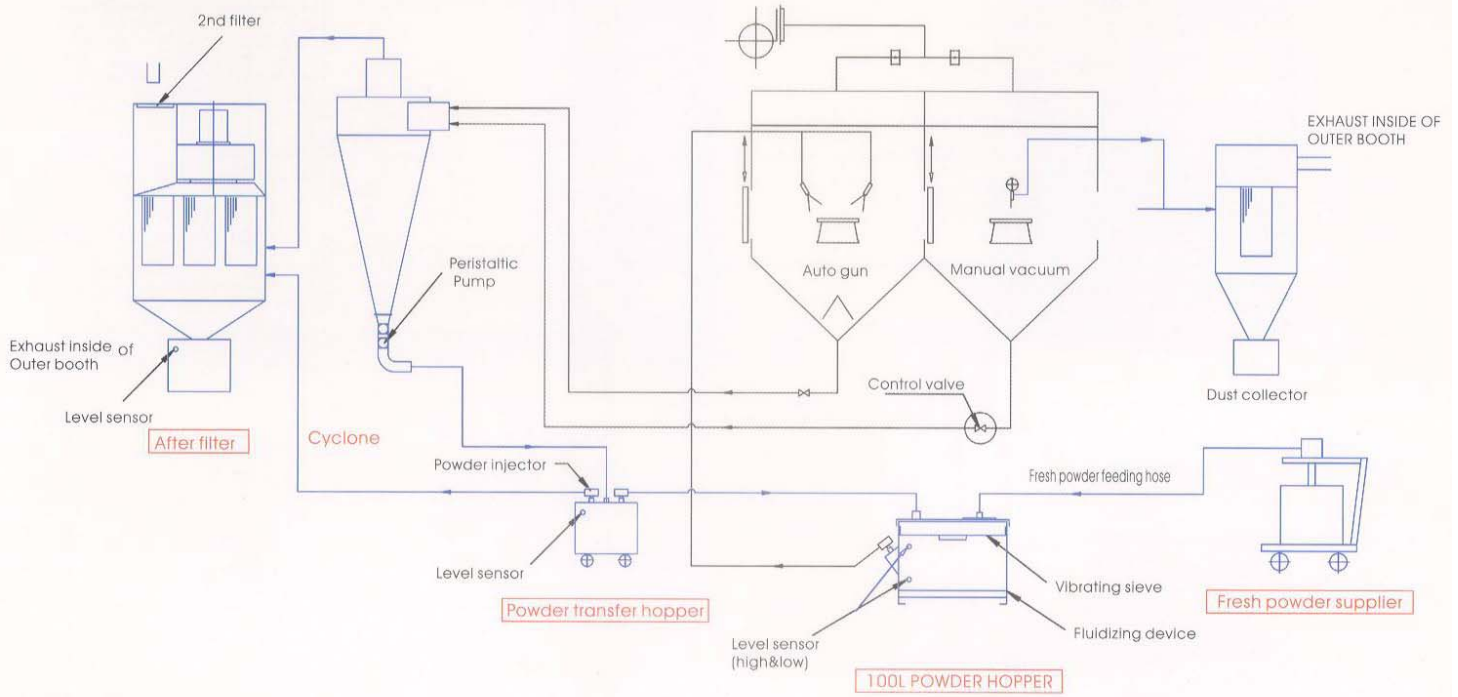 2nd filter
EXHAUST INSIDE OF
OUTER BOOTH
Peristaltic
Pump
Auto gun
Manual vacuum
Exhaust inside of
Outer booth
Control valve
Dust collector
Level sensor
After filter
Cyclone
Powder injector
Fresh powder feeding hose
Level sensor
Vibrating sieve
Powder transfer hopper
Fresh powder supplier
Fluidizing device
Level sensor
(high&low)
100L POWDER HOPPER